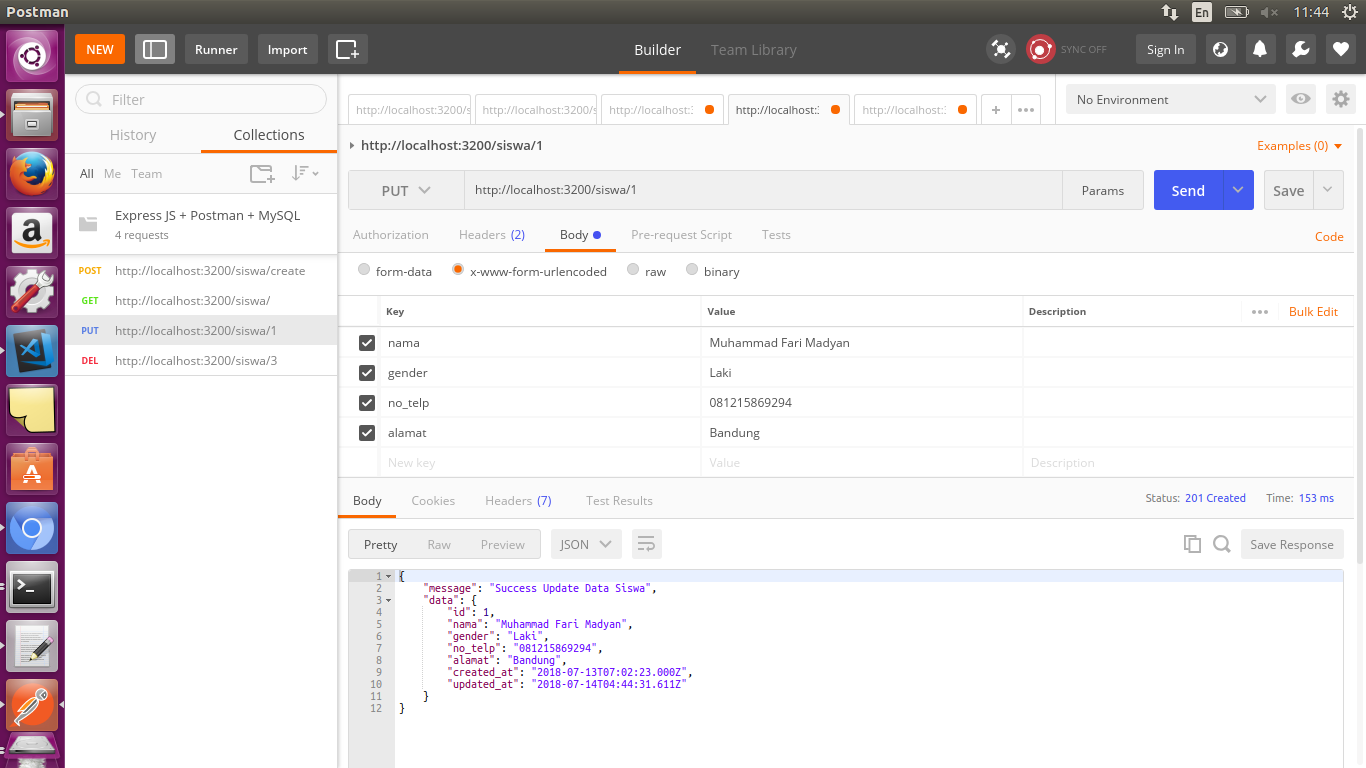 Postman
En
11:44
NEW
Runner
Import
Builder
Team Library
SYNC OFF
Sign In
Filter
History
Collections
All Me Team
Express JS + Postman + MySQL
4 requests
POST http://localhost:3200/siswa/create
GET http://localhost:3200/siswa/
PUT http://localhost:3200/siswa/1
DEL http://localhost:3200/siswa/3
http://localhost:3200/s
http://localhost:3200/s
http://localhost:
http://localhost:
http://localhost:
+
•••
No Environment
http://localhost:3200/siswa/1
Examples (0)
PUT
http://localhost:3200/siswa/1
Params
Send
Save
Authorization
Headers (2)
Body
Pre-request Script
Tests
Code
form-data
x-www-form-urlencoded
raw
binary
Key Value Description ••• Bulk Edit
nama Muhammad Fari Madyan
gender Laki
no_telp 081215869294
alamat Bandung
New key Value Description
Body
Cookies
Headers (7)
Test Results
Status: 201 Created
Time: 153 ms
Pretty
Raw
Preview
JSON
Save Response
1 {
2 "message": "Success Update Data Siswa",
3 "data": {
4 "id": 1,
5 "nama": "Muhammad Fari Madyan",
6 "gender": "Laki",
7 "no_telp": "081215869294",
8 "alamat": "Bandung",
9 "created_at": "2018-07-13T07:02:23.000Z",
10 "updated_at": "2018-07-14T04:44:31.611Z"
11 }
12 }